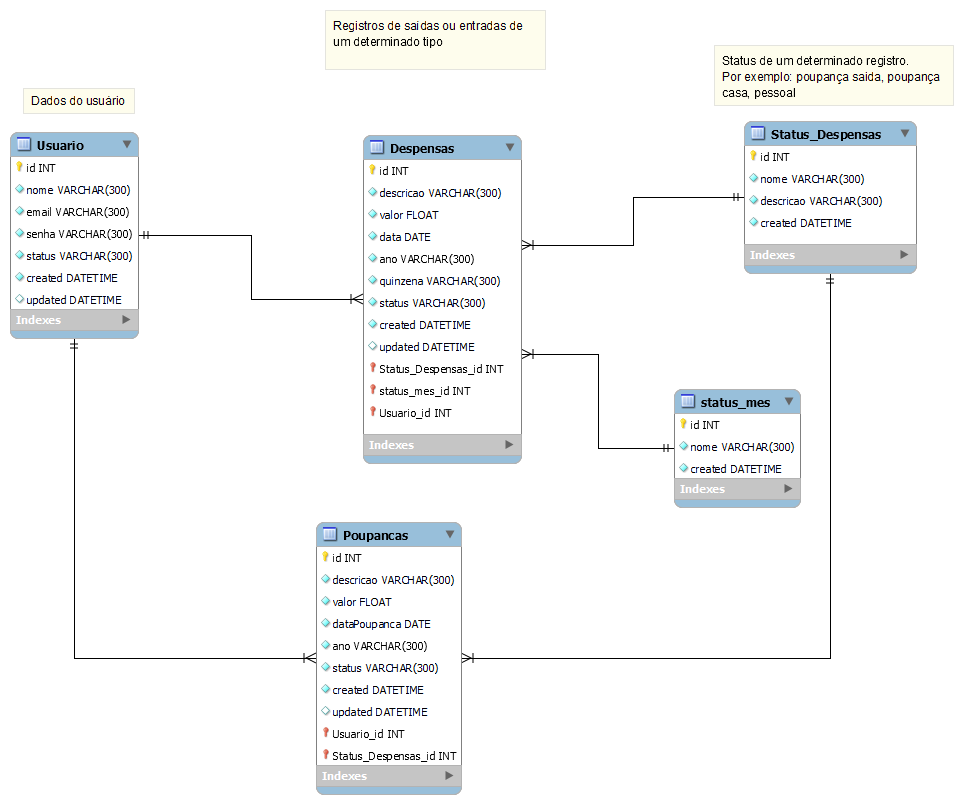 Registros de saidas ou entradas de
um determinado tipo
Status de um determinado registro.
Por exemplo: poupança saida, poupança
casa, pessoal
Dados do usuário
Usuario
id INT
nome VARCHAR(300)
email VARCHAR(300)
senha VARCHAR(300)
status VARCHAR(300)
created DATETIME
updated DATETIME
Indexes
Despensas
id INT
descricao VARCHAR(300)
valor FLOAT
data DATE
ano VARCHAR(300)
quinzena VARCHAR(300)
status VARCHAR(300)
created DATETIME
updated DATETIME
Status_Despensas_id INT
status_mes_id INT
Usuario_id INT
Indexes
Status_Despensas
id INT
nome VARCHAR(300)
descricao VARCHAR(300)
created DATETIME
Indexes
status_mes
id INT
nome VARCHAR(300)
created DATETIME
Indexes
Poupancas
id INT
descricao VARCHAR(300)
valor FLOAT
dataPoupanca DATE
ano VARCHAR(300)
status VARCHAR(300)
created DATETIME
updated DATETIME
Usuario_id INT
Status_Despensas_id INT
Indexes